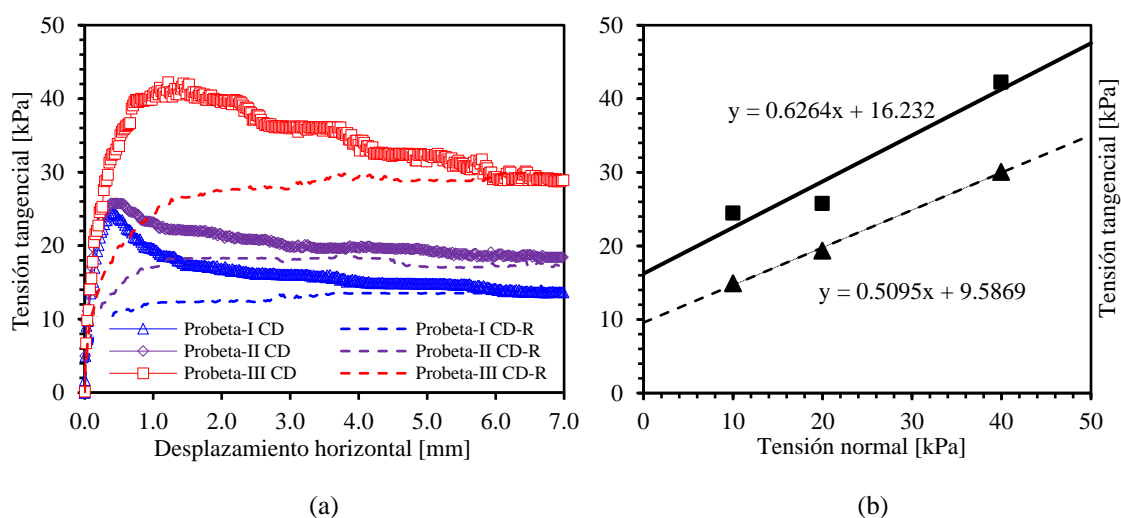 50
40
30
20
10
0
Tensión tangencial [kPa]
0.0 1.0 2.0 3.0 4.0 5.0 6.0 7.0
Desplazamiento horizontal [mm]
Probeta-I CD
Probeta-I CD-R
Probeta-II CD
Probeta-II CD-R
Probeta-III CD
Probeta-III CD-R
(a)
50
40
30
20
10
0
y = 0.6264x + 16.232
y = 0.5095x + 9.5869
0 10 20 30 40 50
Tensión normal [kPa]
Tensión tangencial [kPa]
(b)